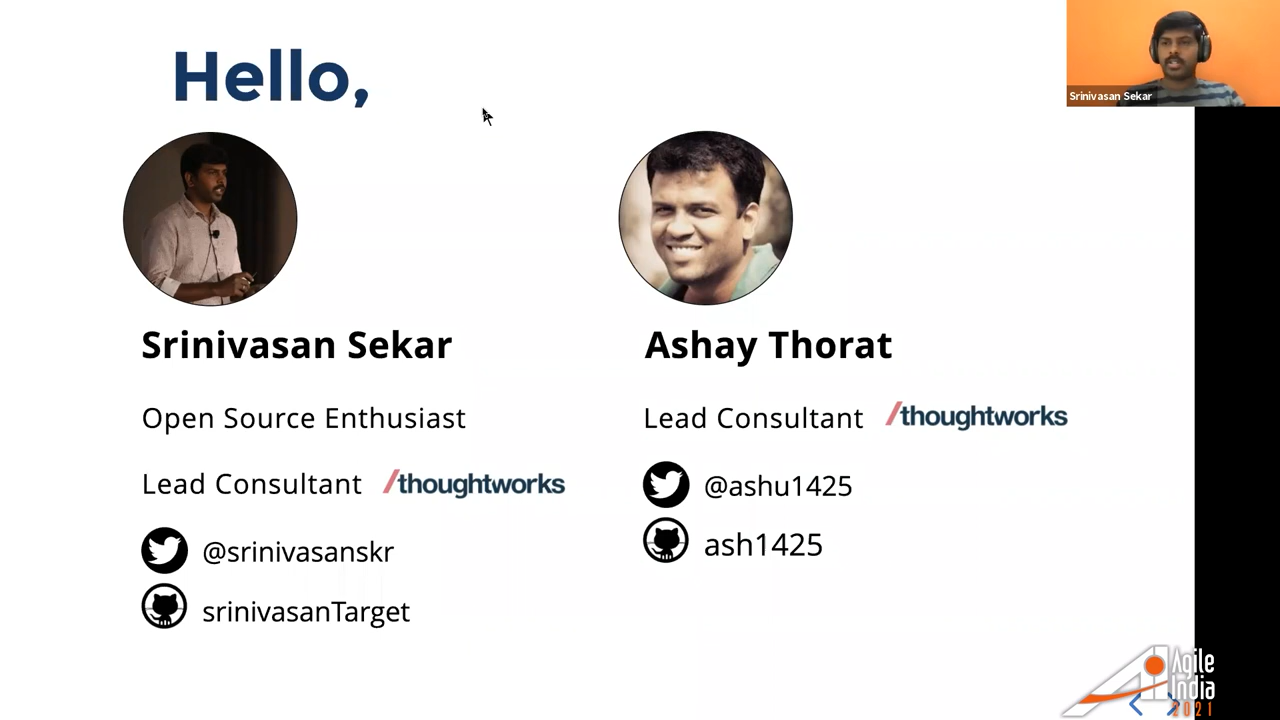 Hello,
Srinivasan Sekar
Srinivasan Sekar
Open Source Enthusiast
Lead Consultant /thoughtworks
@srinivasanskr
srinivasanTarget
Ashay Thorat
Lead Consultant /thoughtworks
@ashu1425
ash1425
Agile
India
2021